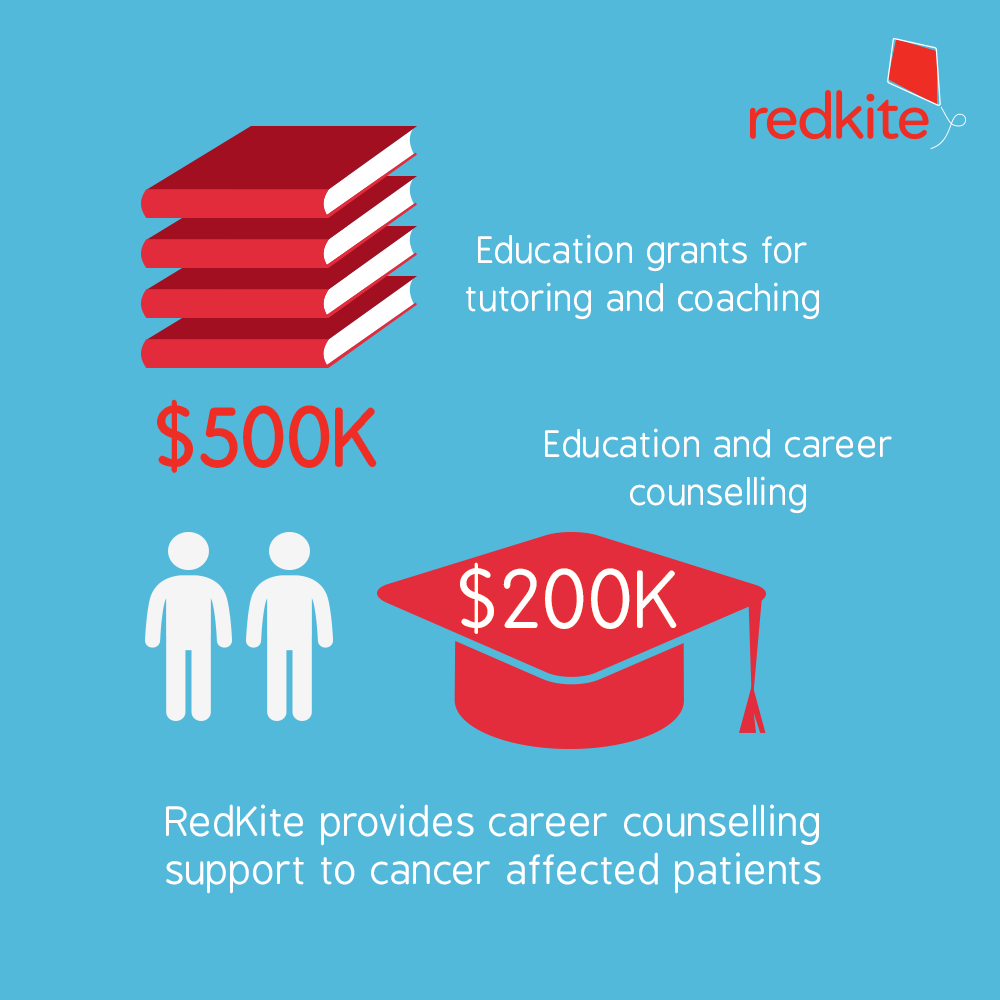 redkite
Education grants for
tutoring and coaching
$500K
Education and career
counselling
$200K
RedKite provides career counselling
support to cancer affected patients